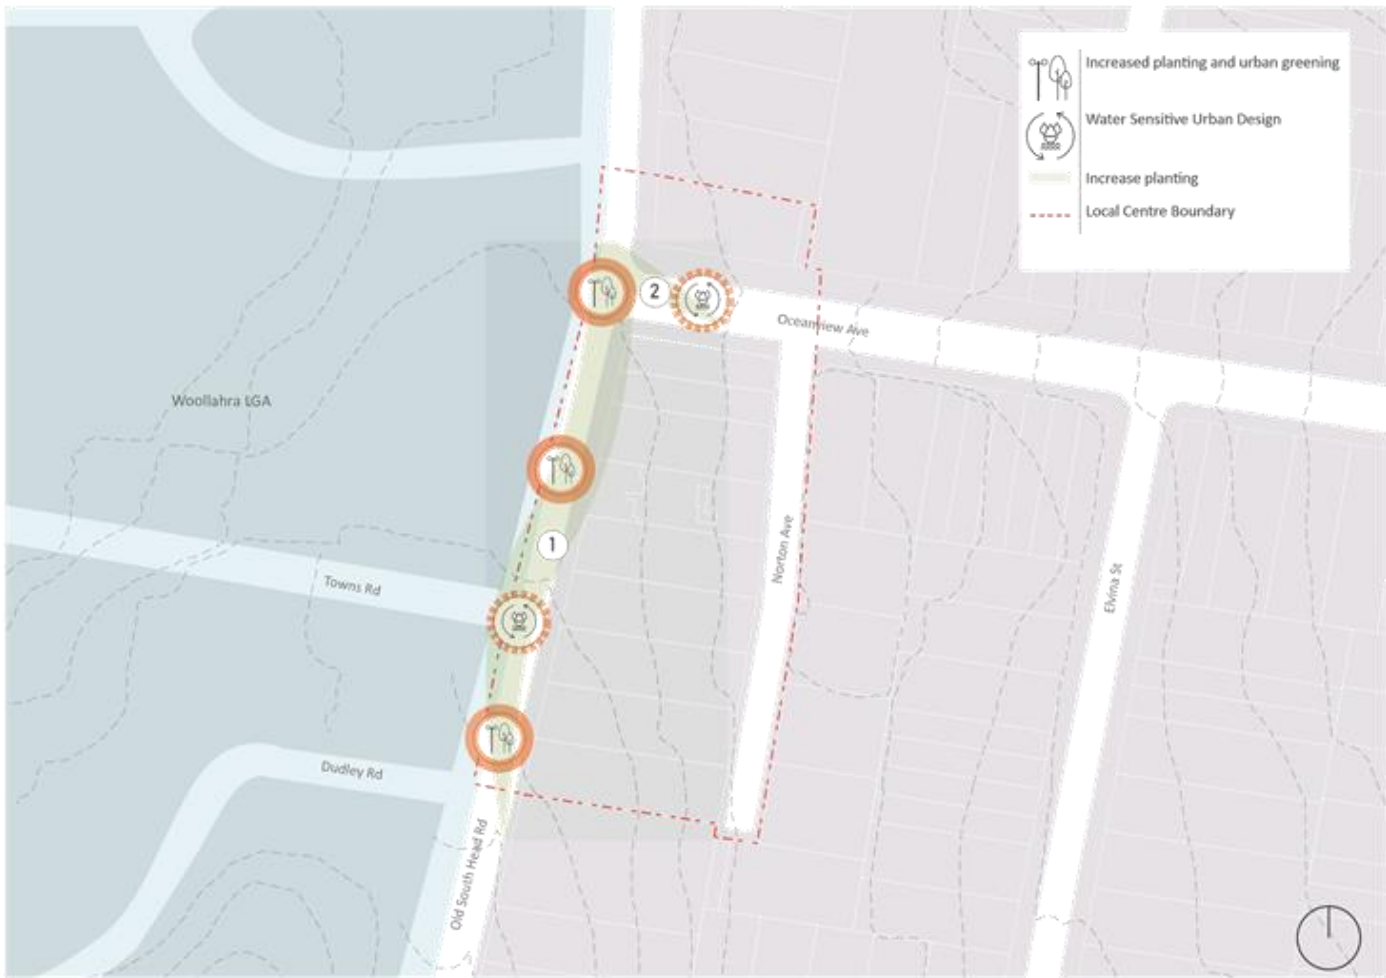 Increased planting and urban greening
Water Sensitive Urban Design
Increase planting
Local Centre Boundary
2
Oceanview Ave
Woollahra LGA
1
Norton Ave
Elvina St
Towns Rd
Dudley Rd
Old South Head Rd